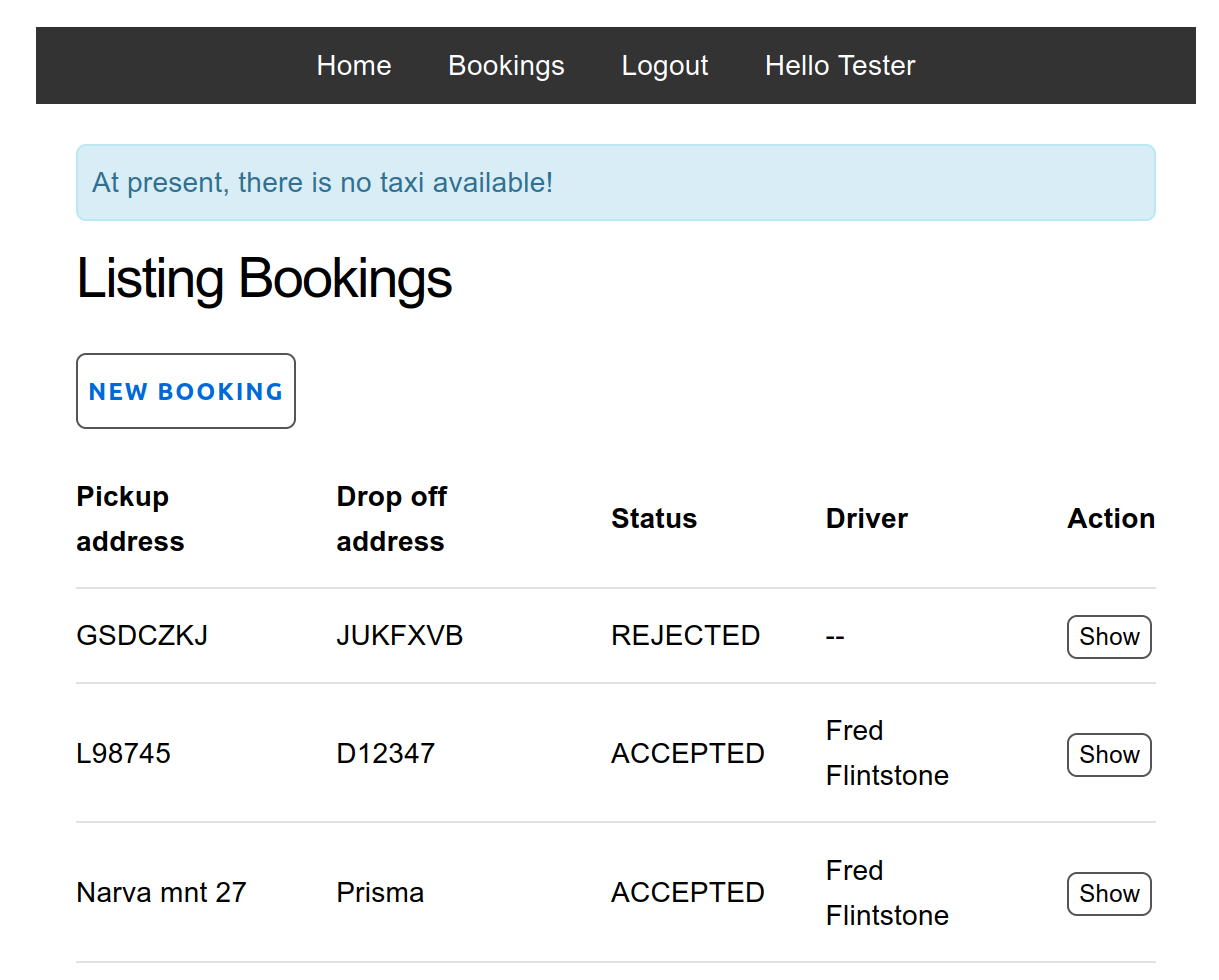 Home Bookings Logout Hello Tester
At present, there is no taxi available!
Listing Bookings
NEW BOOKING
Pickup address Drop off address Status Driver Action
GSDCZKJ JUKFXVB REJECTED -- Show
L98745 D12347 ACCEPTED Fred Flintstone Show
Narva mnt 27 Prisma ACCEPTED Fred Flintstone Show